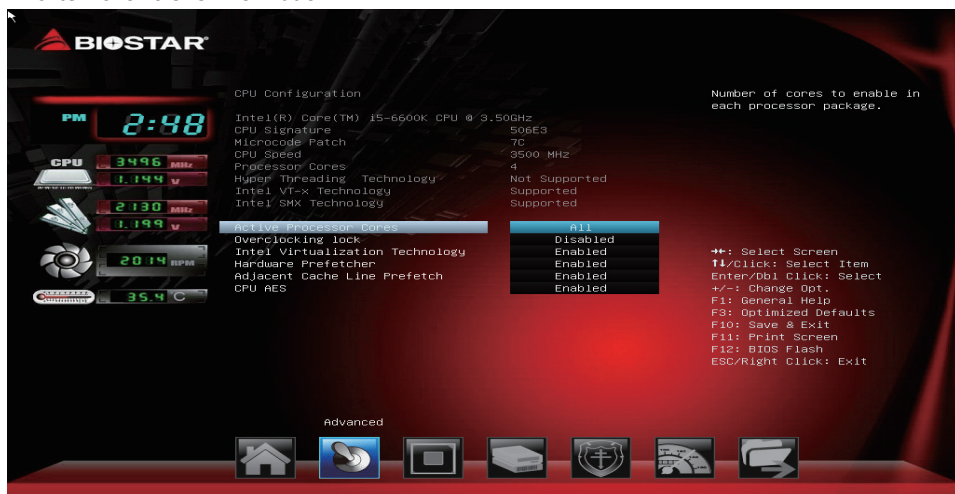 BIOSTAR
CPU Configuration
Intel(R) Core(TM) i5-6600K CPU @ 3.50GHz
CPU Signature 506E3
Microcode Patch 7C
CPU Speed 3500 MHz
Processor Cores 4
Hyper Threading Technology Not Supported
Intel VT-x Technology Supported
Intel SMX Technology Supported
Active Processor Cores All
Overclocking lock Disabled
Intel Virtualization Technology Enabled
Hardware Prefetcher Enabled
Adjacent Cache Line Prefetch Enabled
CPU AES Enabled
PM 2:48
CPU 3496 MHz
1.144 V
2130 MHz
1.199 V
2014 RPM
35.4 C
Number of cores to enable in
each processor package.
→←: Select Screen
↑↓/Click: Select Item
Enter/Dbl Click: Select
+/-: Change Opt.
F1: General Help
F3: Optimized Defaults
F10: Save & Exit
F11: Print Screen
F12: BIOS Flash
ESC/Right Click: Exit
Advanced